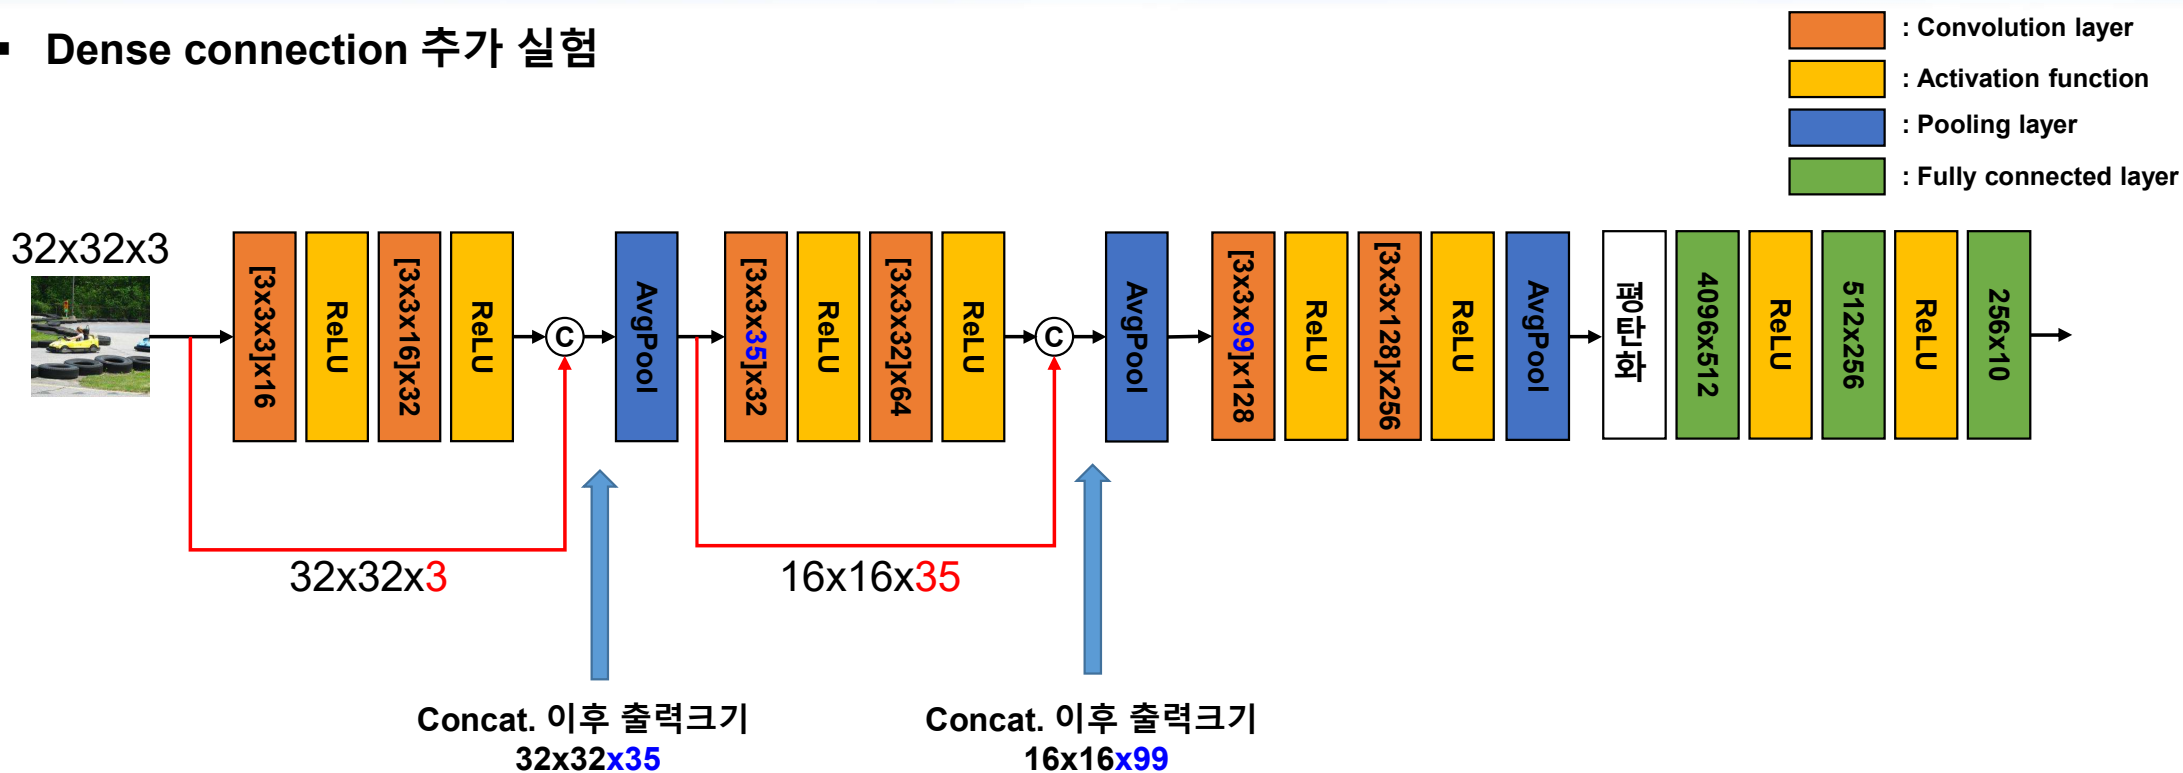 ▪ Dense connection 추가 실험
: Convolution layer
: Activation function
: Pooling layer
: Fully connected layer
32x32x3
[3x3x3]x16
ReLU
[3x3x16]x32
ReLU
C
AvgPool
[3x3x35]x32
ReLU
[3x3x32]x64
ReLU
C
AvgPool
[3x3x99]x128
ReLU
[3x3x128]x256
ReLU
AvgPool
평탄화
4096x512
ReLU
512x256
ReLU
256x10
32x32x3
16x16x35
Concat. 이후 출력크기
32x32x35
Concat. 이후 출력크기
16x16x99